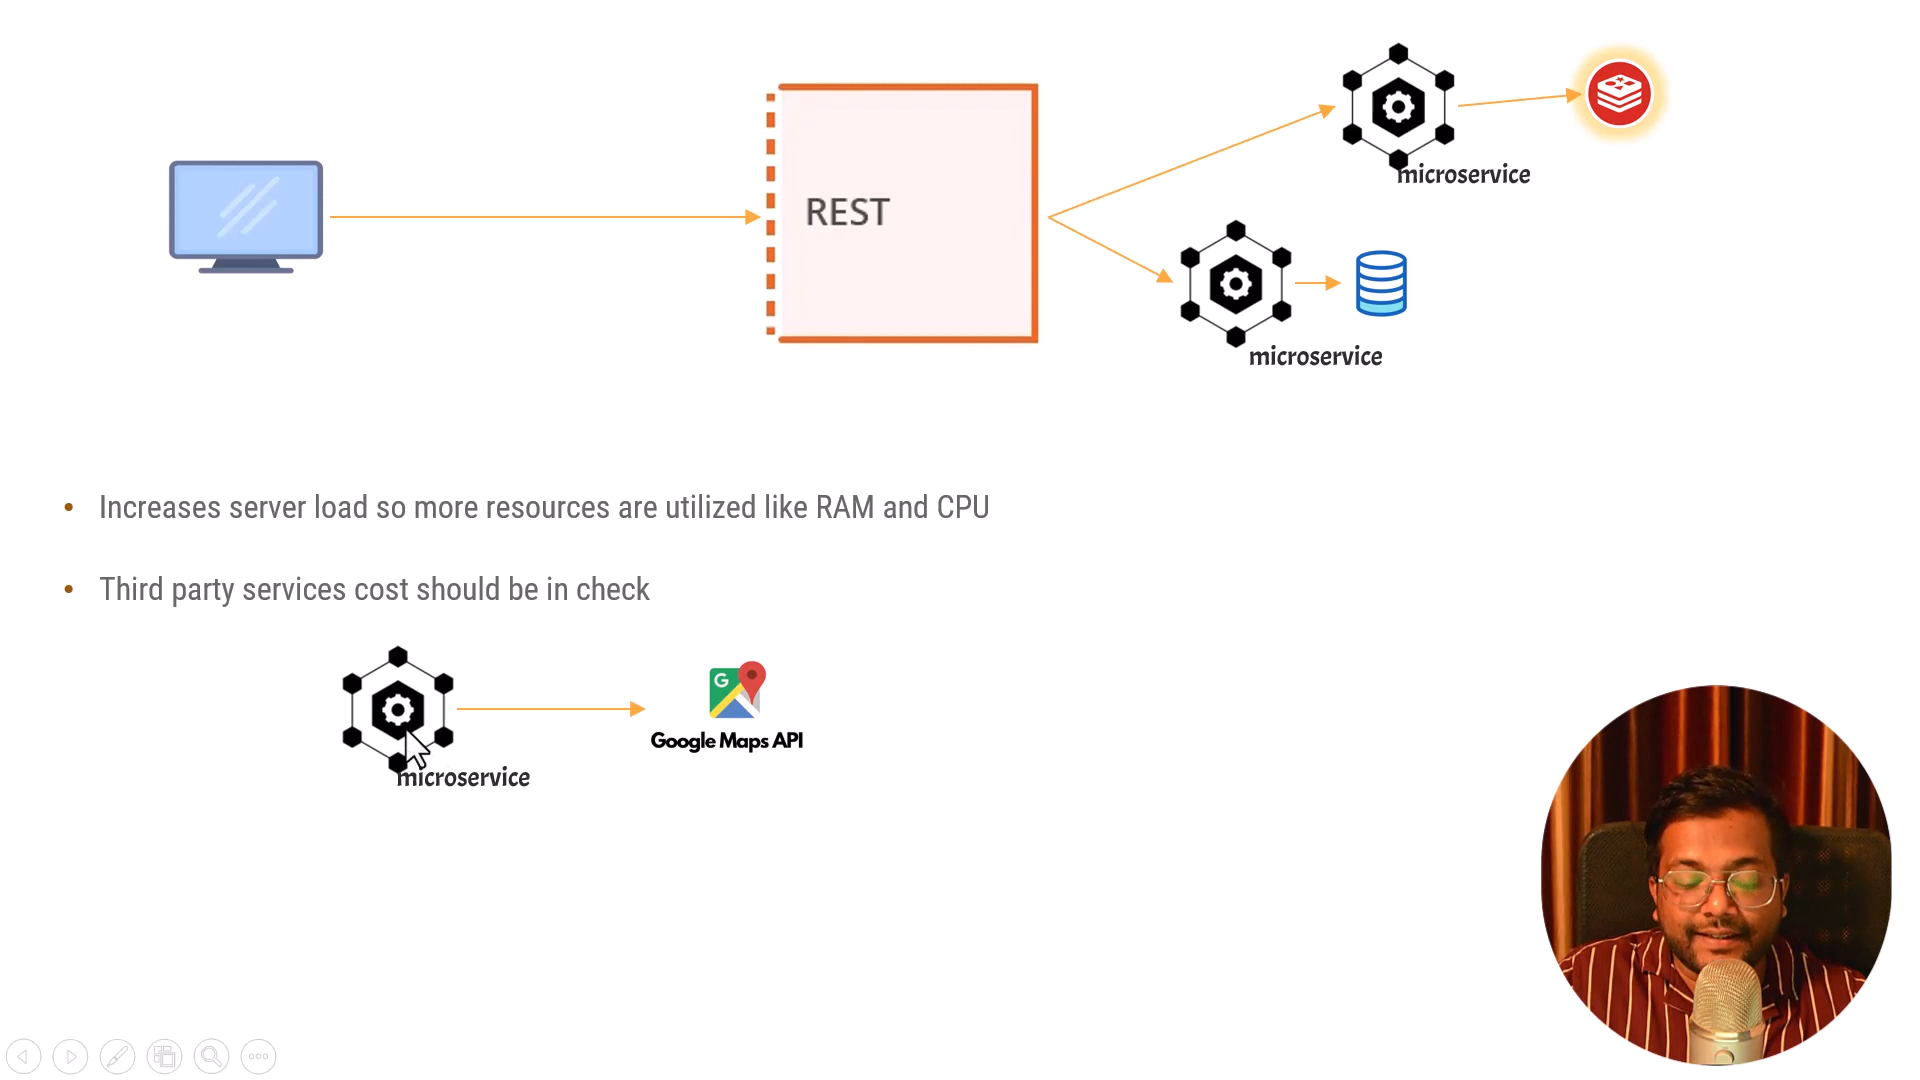 REST
microservice
microservice
• Increases server load so more resources are utilized like RAM and CPU
• Third party services cost should be in check
G
Google Maps API
microservice